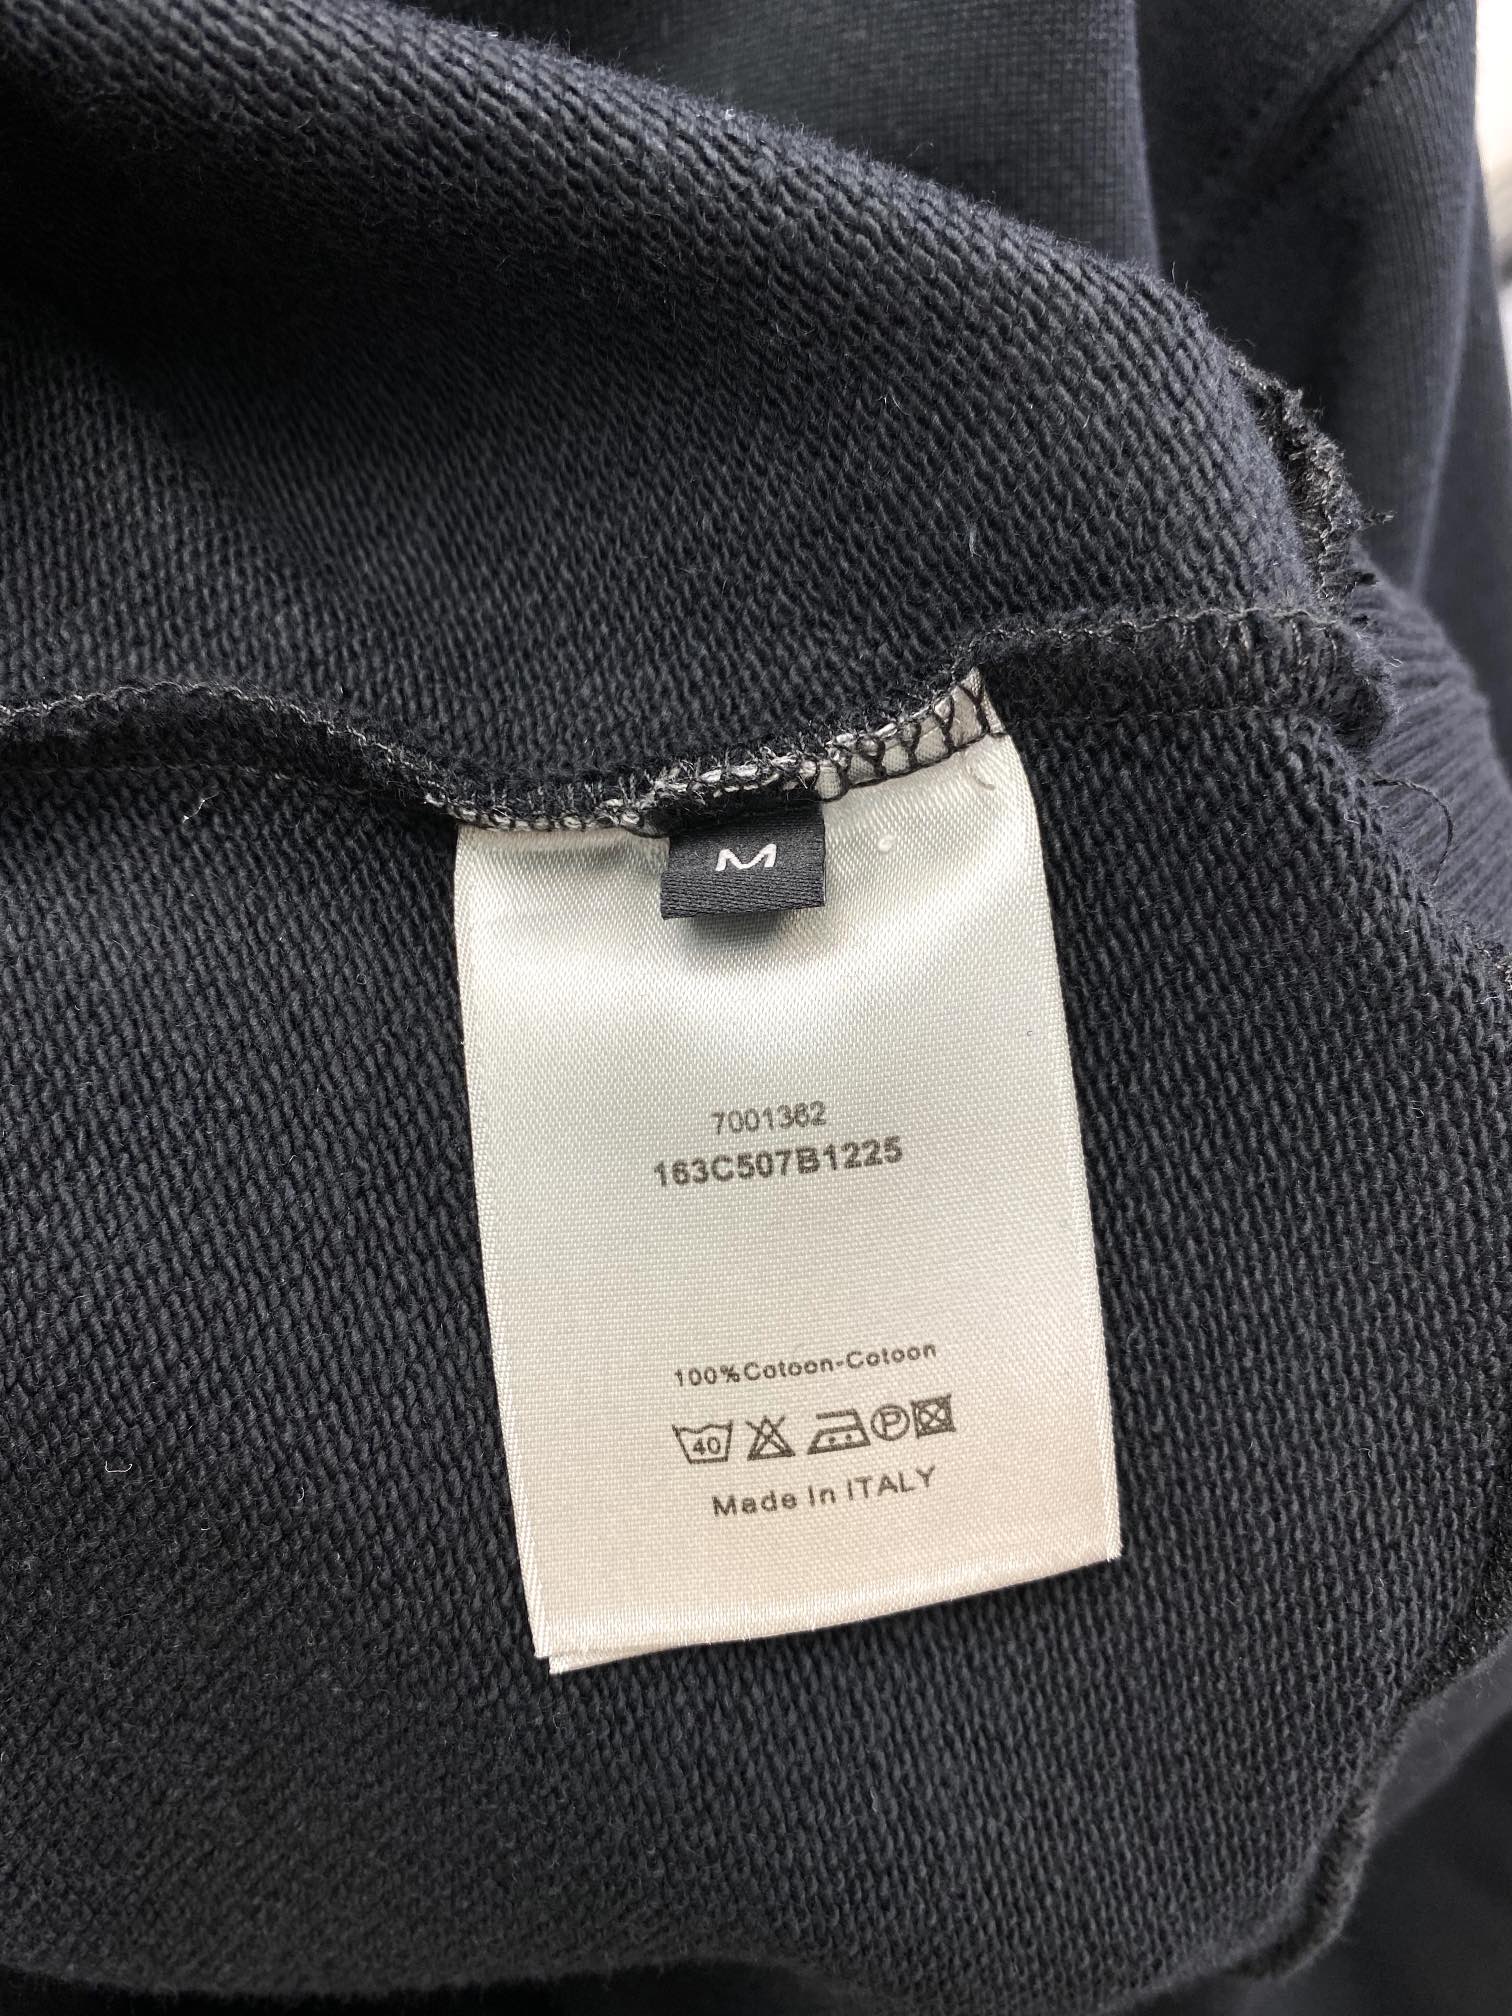 M
7001362
163C507B1225
100%Cotoon-Cotoon
40 P
Made In ITALY